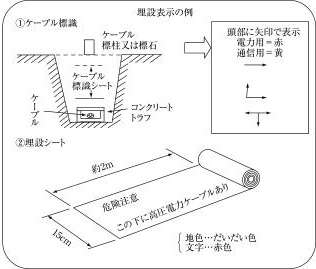 埋設表示の例
①ケーブル標識
ケーブル
標柱又は標石
ケーブル
標識シート
ケーブル
コンクリート
トラフ
頭部に矢印で表示
電力用＝赤
通信用＝黄
②埋設シート
約2m
15cm
危険注意
この下に高圧電力ケーブルあり
地色…だいだい色
文字…赤色